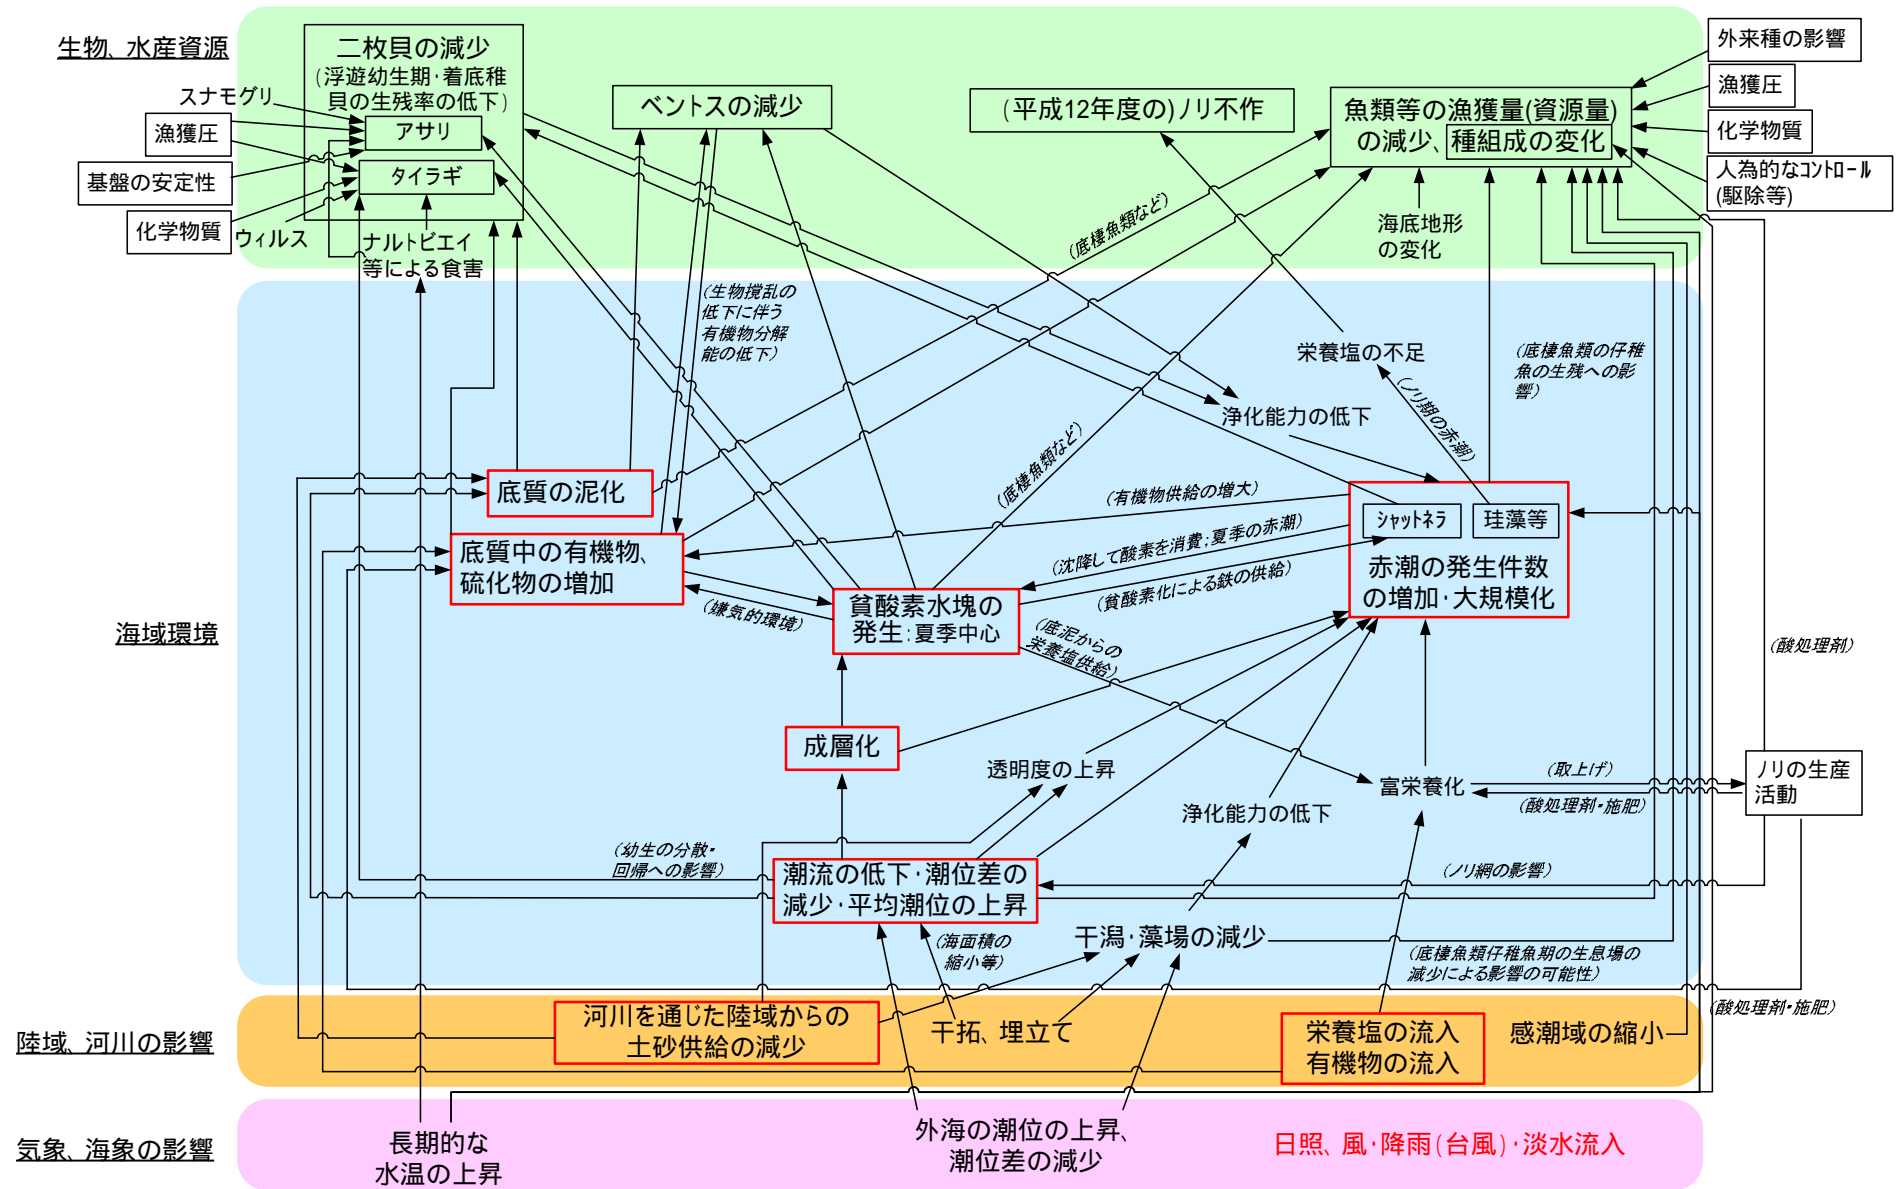 生物、水産資源
二枚貝の減少
(浮遊幼生期・着底稚
貝の生残率の低下)
スナモグリ
アサリ
漁獲圧
タイラギ
基盤の安定性
化学物質
ウィルス
ナルトビエイ
等による食害
ベントスの減少
(平成12年度の)ノリ不作
魚類等の漁獲量(資源量)
の減少、種組成の変化
外来種の影響
漁獲圧
化学物質
人為的なコントロール
(駆除等)
海底地形
の変化
(底棲魚類など)
(生物撹乱の
低下に伴う
有機物分解
能の低下)
栄養塩の不足
(底棲魚類の仔稚
魚の生残への影
響)
(ノリ期の赤潮)
浄化能力の低下
(底棲魚類など)
海域環境
底質の泥化
底質中の有機物、
硫化物の増加
(有機物供給の増大)
シャットネラ
珪藻等
赤潮の発生件数
の増加・大規模化
(沈降して酸素を消費;夏季の赤潮)
(貧酸素化による鉄の供給)
(嫌気的環境)
貧酸素水塊の
発生:夏季中心
(底泥からの
栄養塩供給)
(酸処理剤)
成層化
透明度の上昇
富栄養化
(取上げ)
(酸処理剤・施肥)
ノリの生産
活動
浄化能力の低下
(幼生の分散・
回帰への影響)
潮流の低下・潮位差の
減少・平均潮位の上昇
(ノリ網の影響)
(海面積の
縮小等)
干潟・藻場の減少
(底棲魚類仔稚魚期の生息場の
減少による影響の可能性)
(酸処理剤・施肥)
陸域、河川の影響
河川を通じた陸域からの
土砂供給の減少
干拓、埋立て
栄養塩の流入
有機物の流入
感潮域の縮小
気象、海象の影響
長期的な
水温の上昇
外海の潮位の上昇、
潮位差の減少
日照、風・降雨(台風)・淡水流入